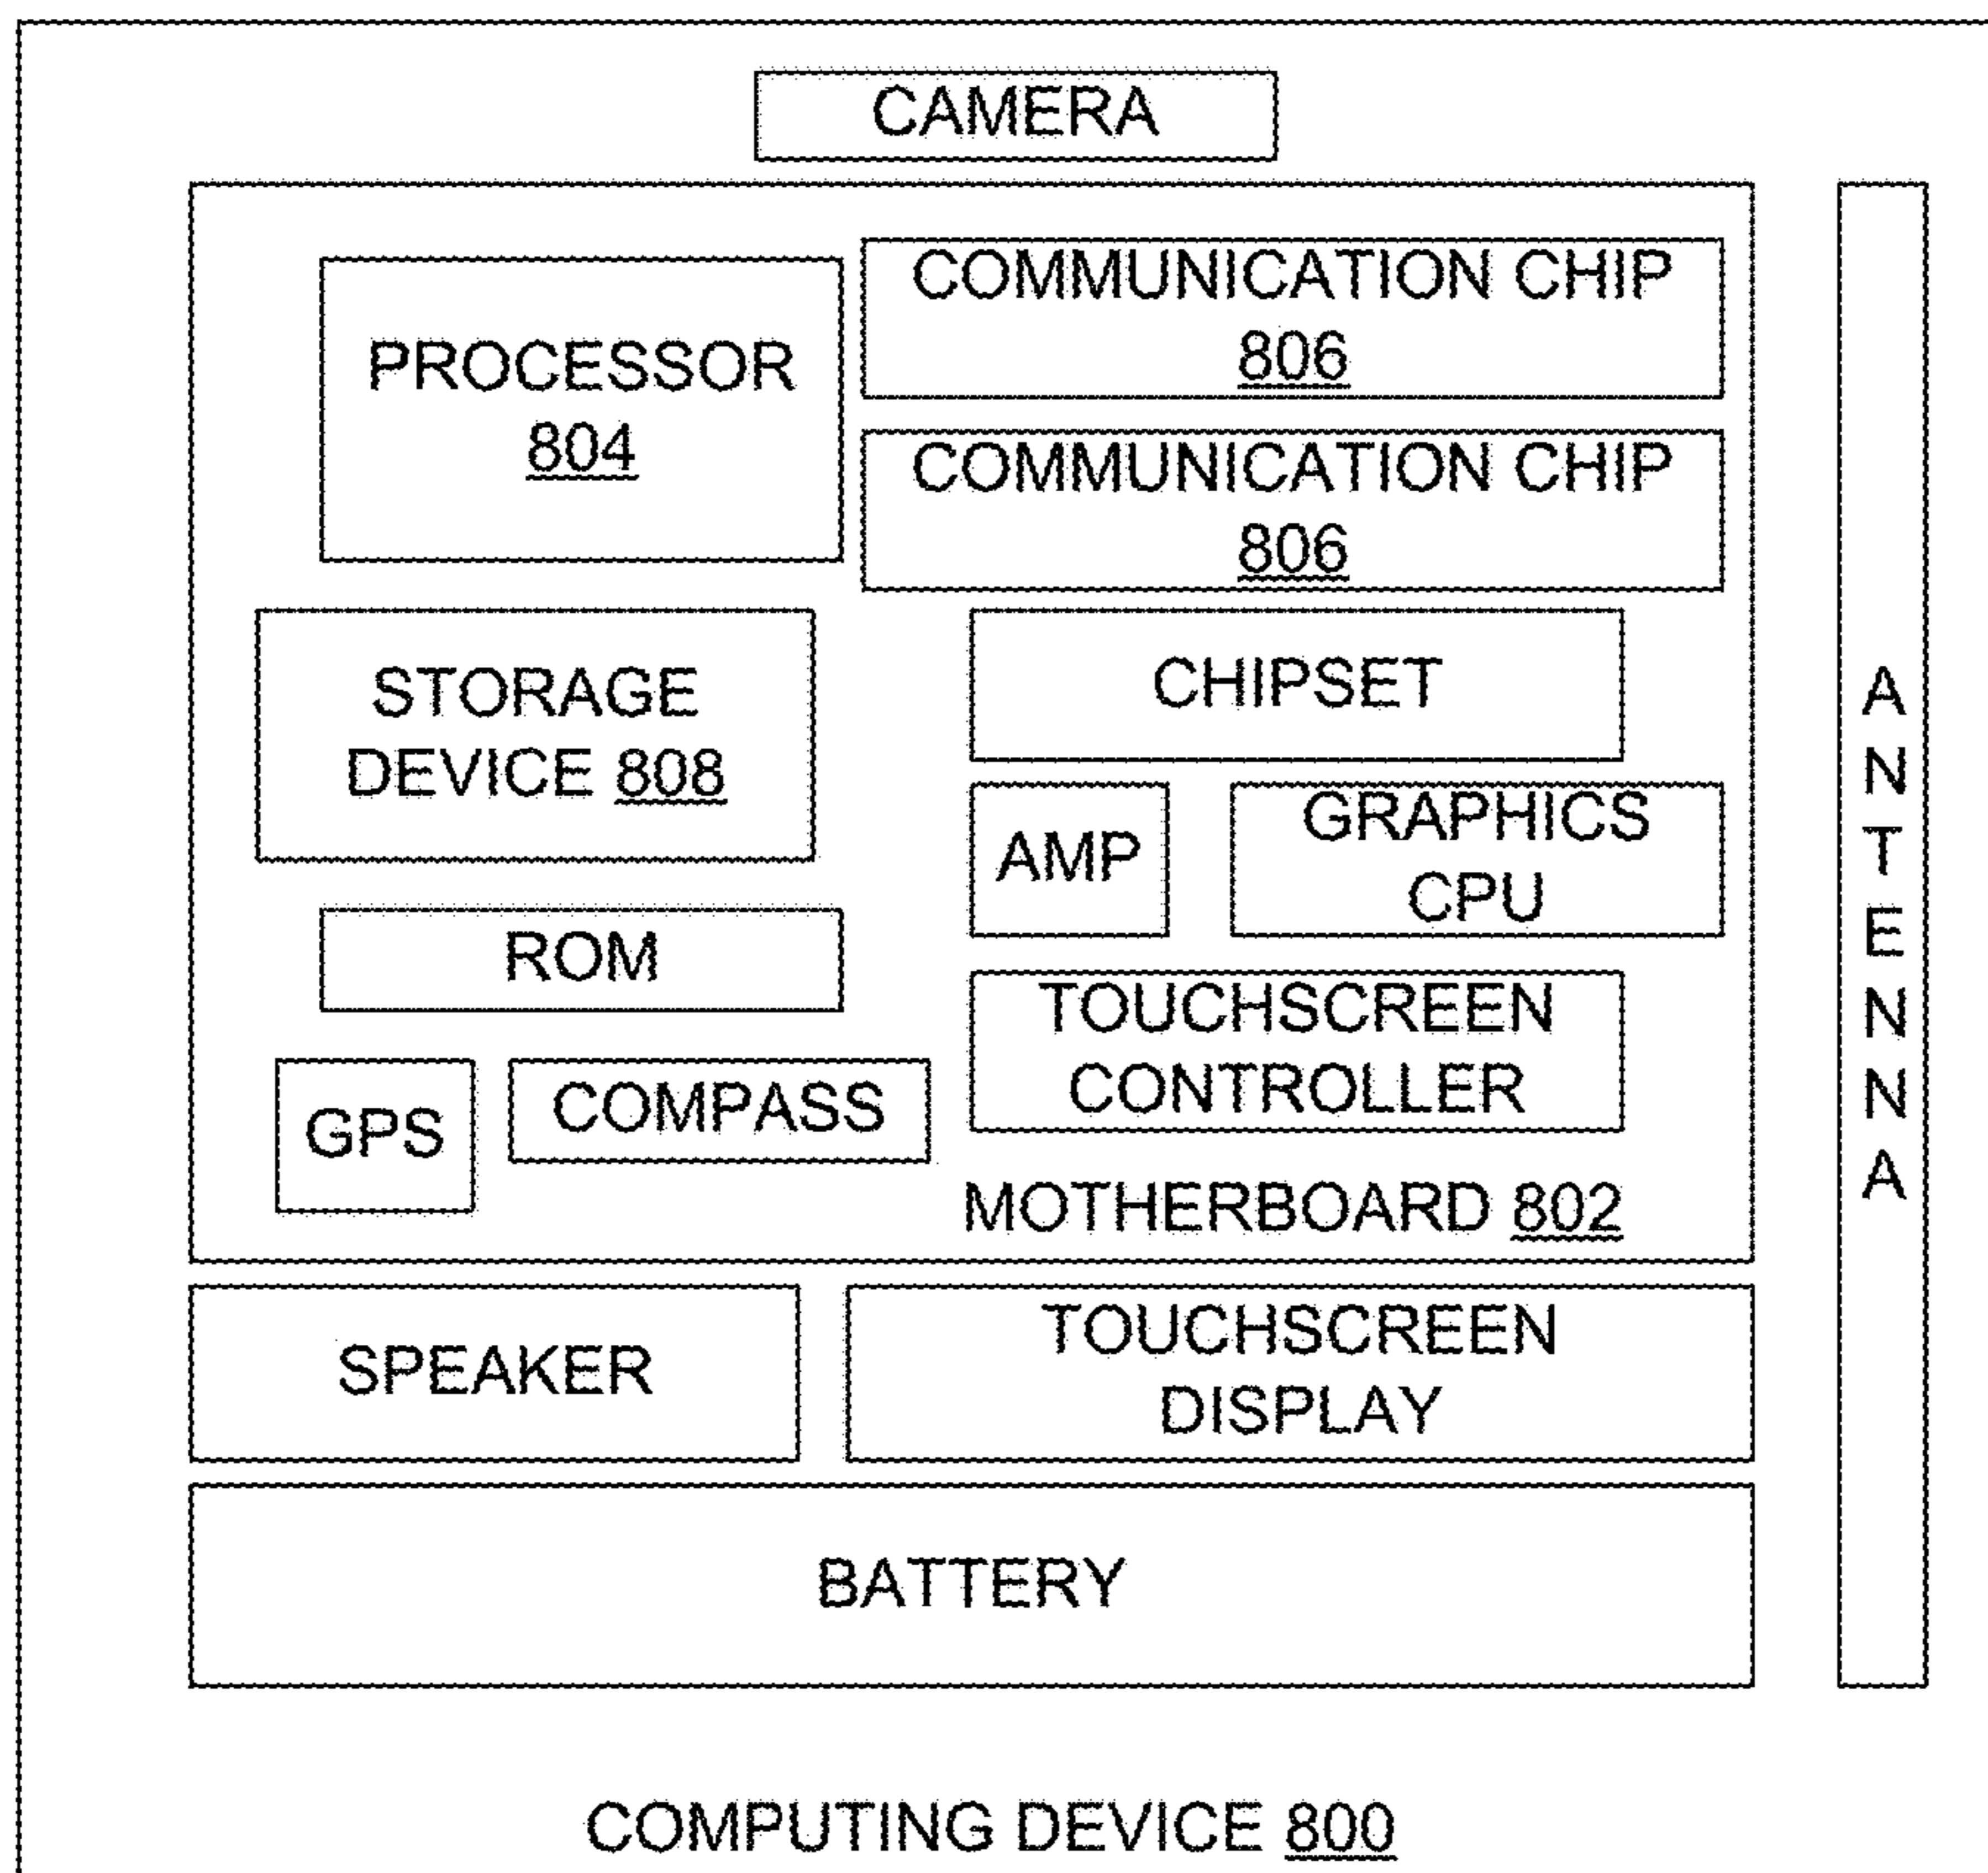 CAMERA
PROCESSOR
804
COMMUNICATION CHIP
806
COMMUNICATION CHIP
806
STORAGE
DEVICE 808
CHIPSET
AMP
GRAPHICS
CPU
ROM
TOUCHSCREEN
CONTROLLER
GPS
COMPASS
MOTHERBOARD 802
SPEAKER
TOUCHSCREEN
DISPLAY
BATTERY
ANTENNA
COMPUTING DEVICE 800